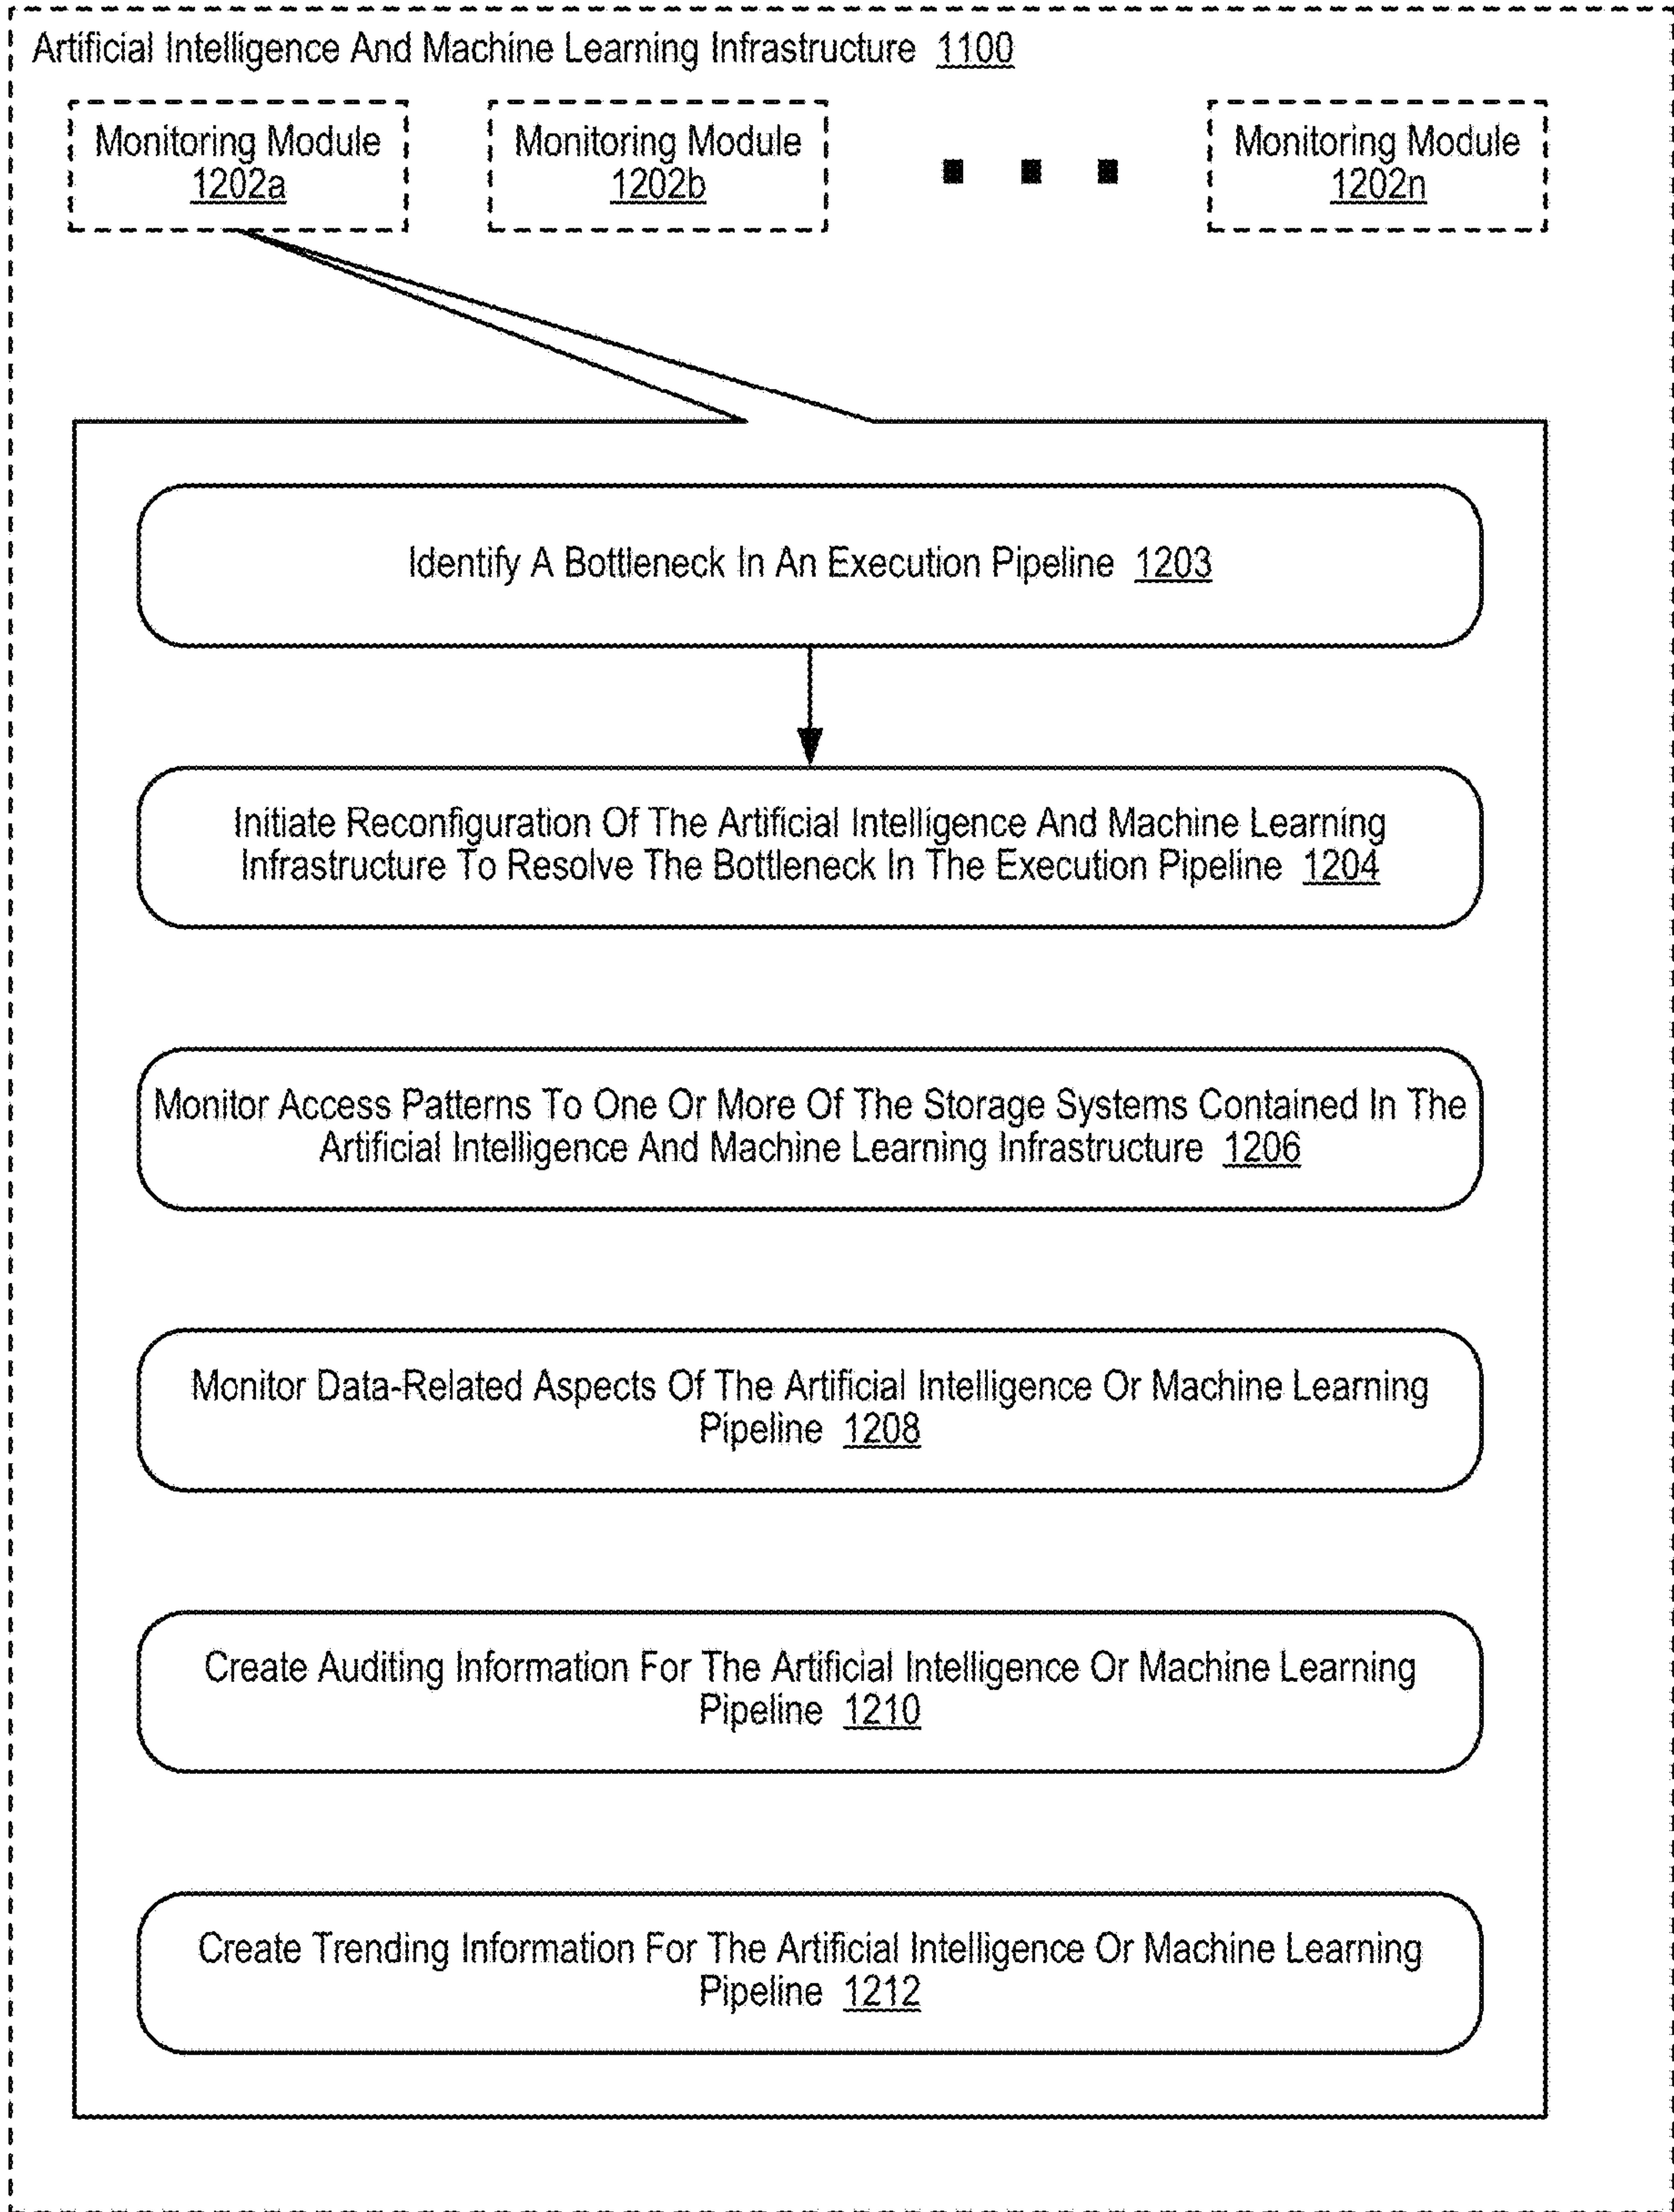 Artificial Intelligence And Machine Learning Infrastructure 1100
Monitoring Module
1202a
Monitoring Module
1202b
Monitoring Module
1202n
Identify A Bottleneck In An Execution Pipeline 1203
Initiate Reconfiguration Of The Artificial Intelligence And Machine Learning
Infrastructure To Resolve The Bottleneck In The Execution Pipeline 1204
Monitor Access Patterns To One Or More Of The Storage Systems Contained In The
Artificial Intelligence And Machine Learning Infrastructure 1206
Monitor Data-Related Aspects Of The Artificial Intelligence Or Machine Learning
Pipeline 1208
Create Auditing Information For The Artificial Intelligence Or Machine Learning
Pipeline 1210
Create Trending Information For The Artificial Intelligence Or Machine Learning
Pipeline 1212